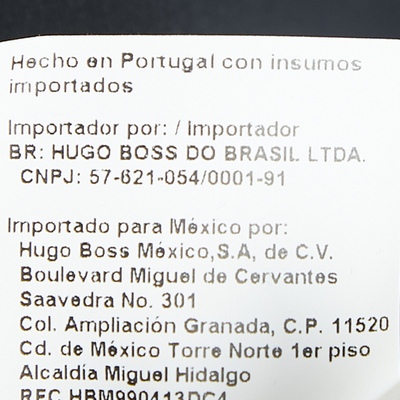 Hecho en Portugal con insumos
importados
Importador por: / Importador
BR: HUGO BOSS DO BRASIL LTDA.
CNPJ: 57-621-054/0001-91
Importado para México por:
Hugo Boss México,S.A, de C.V.
Boulevard Miguel de Cervantes
Saavedra No. 301
Col. Ampliación Granada, C.P. 11520
Cd. de México Torre Norte 1er piso
Alcaldía Miguel Hidalgo
RFC HBM990413DC4